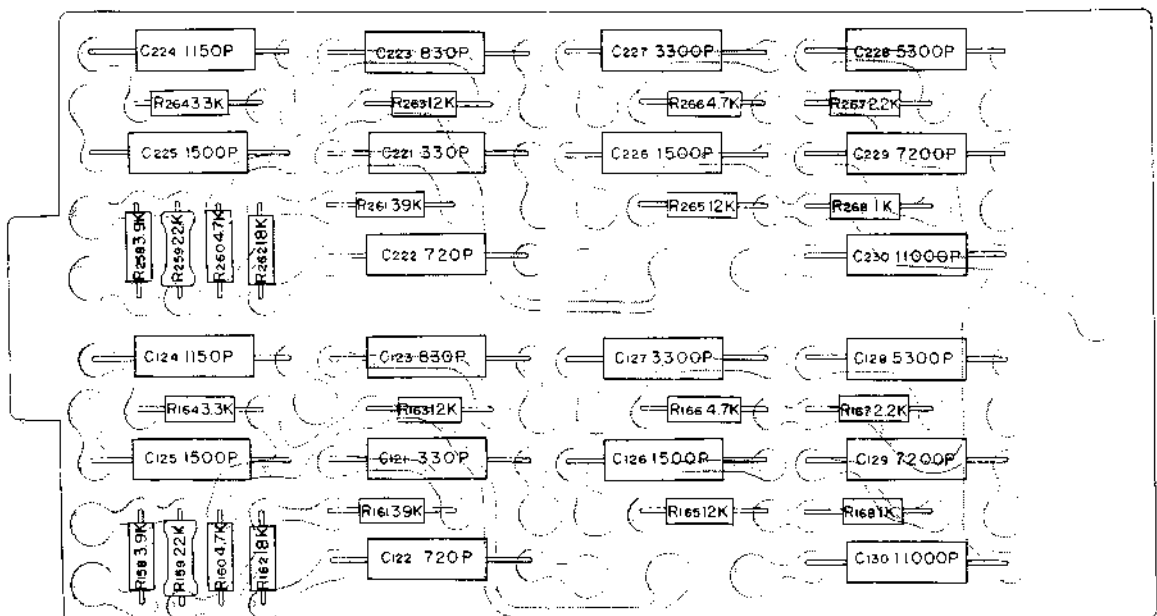 C224 1150P
C223 830P
C227 3300P
C228 5300P
R264 3.3K
R263 12K
R266 4.7K
R267 2.2K
C225 1500P
C221 330P
C226 1500P
C229 7200P
R261 39K
R265 12K
R268 1K
R258 3.9K
R259 22K
R260 4.7K
R262 18K
C222 720P
C230 11000P
C124 1150P
C123 830P
C127 3300P
C128 5300P
R164 3.3K
R163 12K
R166 4.7K
R167 2.2K
C125 1500P
C121 330P
C126 1500P
C129 7200P
R161 39K
R165 12K
R168 1K
R158 3.9K
R159 22K
R160 4.7K
R162 18K
C122 720P
C130 11000P